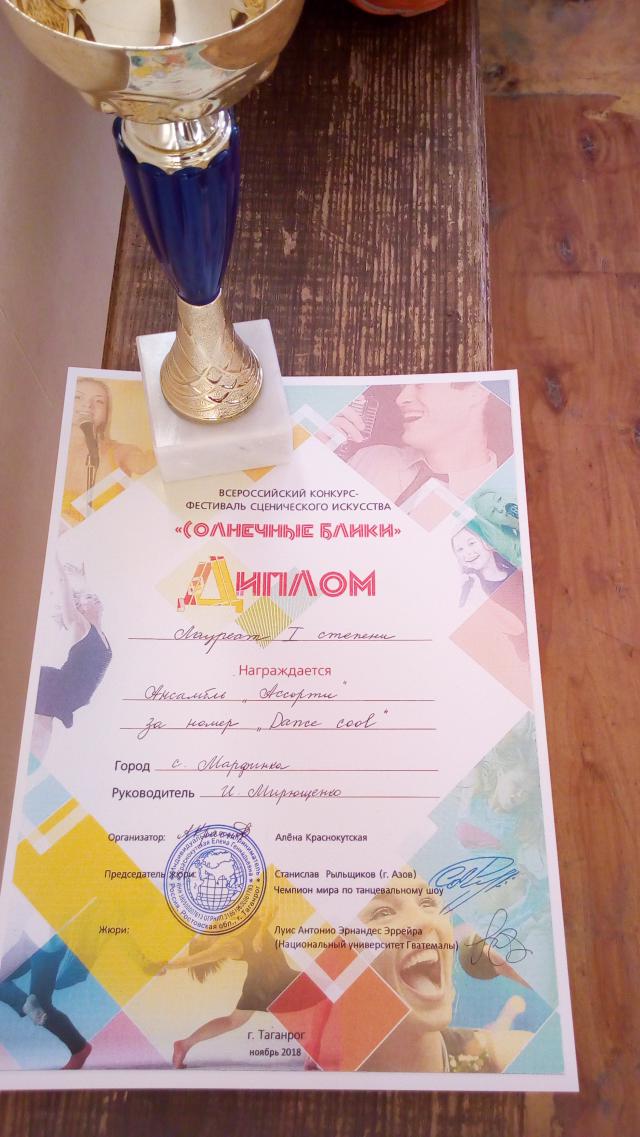 ВСЕРОССИЙСКИЙ КОНКУРС-
ФЕСТИВАЛЬ СЦЕНИЧЕСКОГО ИСКУССТВА
«СОЛНЕЧНЫЕ БЛИКИ»
ДИПЛОМ
Лауреат I степени
Награждается
Ансамбль „Ассорти"
за номер „Dance cool"
Город с. Марфинка
Руководитель И. Мирющенко
Организатор: Алёна Краснокутская
Председатель жюри: Станислав Рыльщиков (г. Азов)
Чемпион мира по танцевальному шоу
Жюри: Луис Антонио Эрнандес Эррейра
(Национальный университет Гватемалы)
г. Таганрог
ноябрь 2018